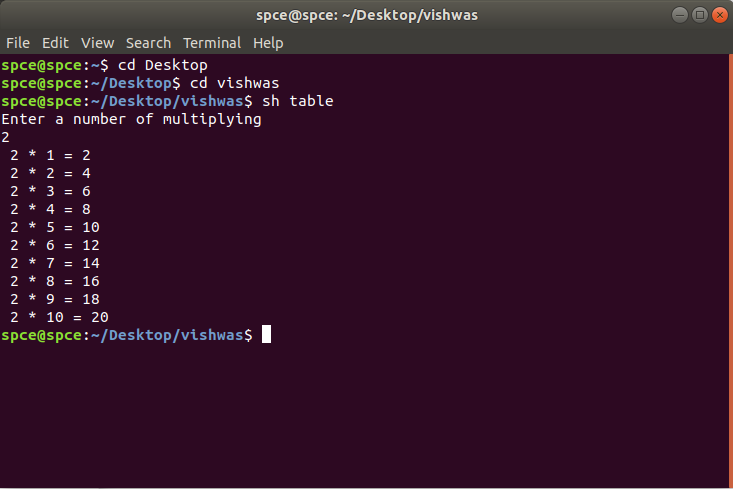 spce@spce: ~/Desktop/vishwas
File Edit View Search Terminal Help
spce@spce:~$ cd Desktop
spce@spce:~/Desktop$ cd vishwas
spce@spce:~/Desktop/vishwas$ sh table
Enter a number of multiplying
2
 2 * 1 = 2
 2 * 2 = 4
 2 * 3 = 6
 2 * 4 = 8
 2 * 5 = 10
 2 * 6 = 12
 2 * 7 = 14
 2 * 8 = 16
 2 * 9 = 18
 2 * 10 = 20
spce@spce:~/Desktop/vishwas$